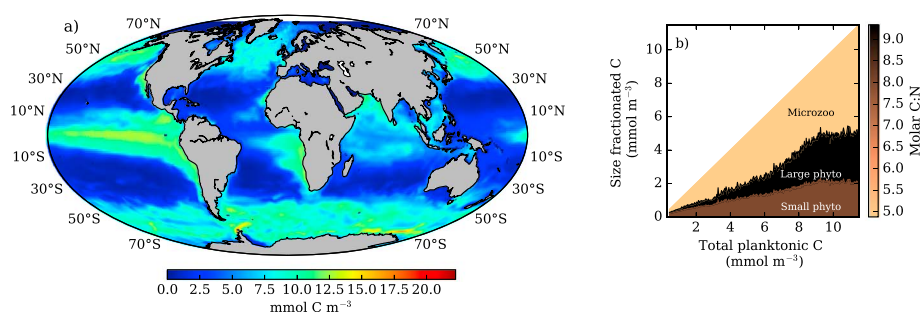 a)
70°N
70°N
50°N
50°N
30°N
30°N
10°N
10°N
10°S
10°S
30°S
30°S
50°S
50°S
70°S
70°S
0.0 2.5 5.0 7.5 10.0 12.5 15.0 17.5 20.0
mmol C m⁻³
b)
Size fractionated C
(mmol m⁻³)
10
8
6
4
2
0
Microzoo
Large phyto
Small phyto
2 4 6 8 10
Total planktonic C
(mmol m⁻³)
9.0
8.5
8.0
7.5
7.0
6.5
6.0
5.5
5.0
Molar C:N